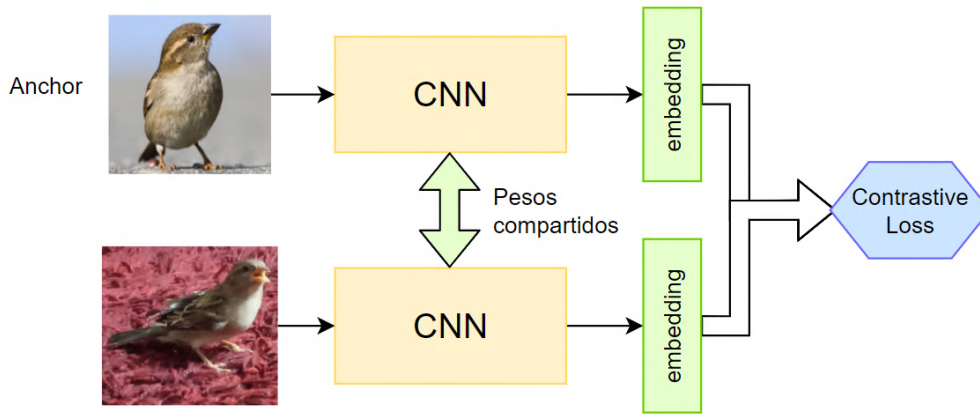 Anchor
CNN
embedding
Pesos
compartidos
Contrastive
Loss
CNN
embedding